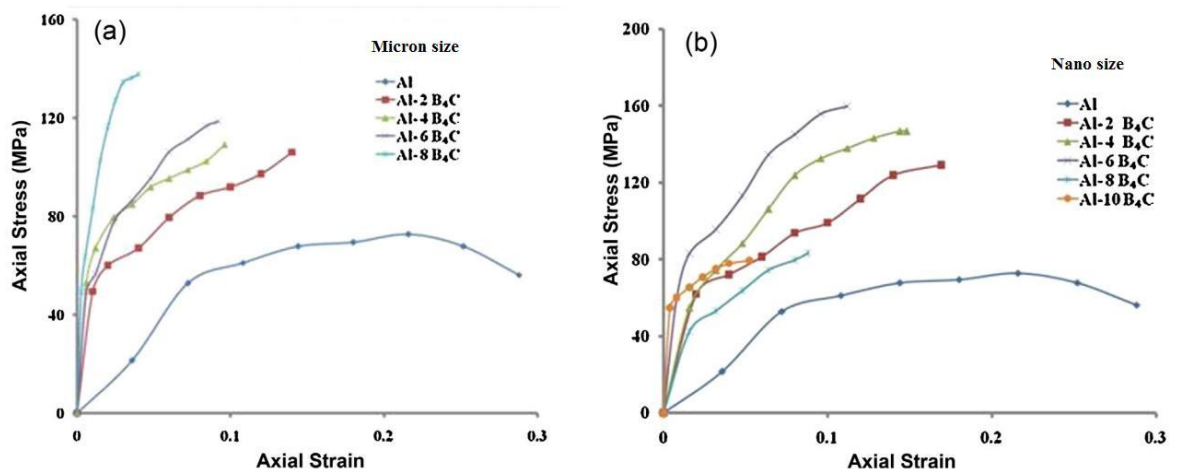 (a)
Micron size
Axial Stress (MPa)
160
120
80
40
0
Al
Al-2 B₄C
Al-4 B₄C
Al-6 B₄C
Al-8 B₄C
0
0.1
0.2
0.3
Axial Strain
(b)
Nano size
Axial Stress (MPa)
200
160
120
80
40
0
Al
Al-2 B₄C
Al-4 B₄C
Al-6 B₄C
Al-8 B₄C
Al-10 B₄C
0
0.1
0.2
0.3
Axial Strain